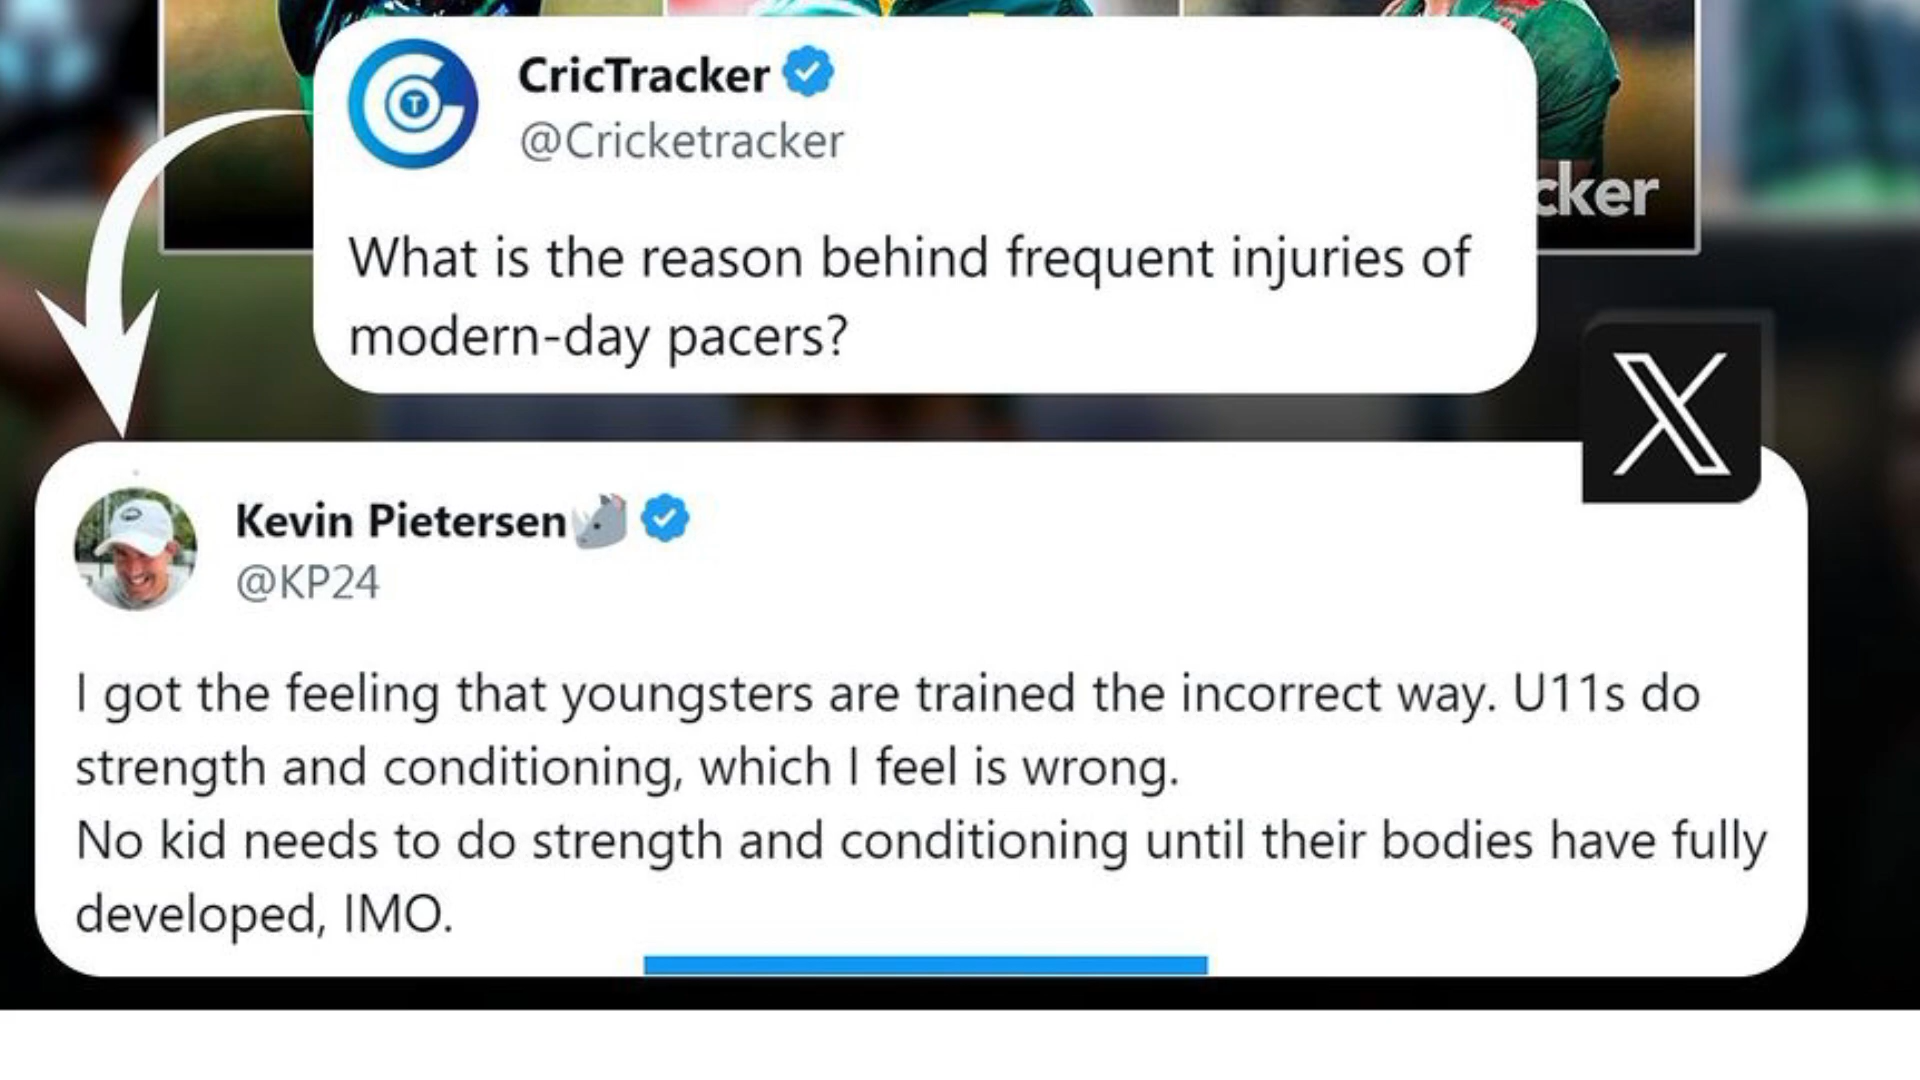 CricTracker
@Cricketracker
cker
What is the reason behind frequent injuries of
modern-day pacers?
Kevin Pietersen
@KP24
I got the feeling that youngsters are trained the incorrect way. U11s do
strength and conditioning, which I feel is wrong.
No kid needs to do strength and conditioning until their bodies have fully
developed, IMO.